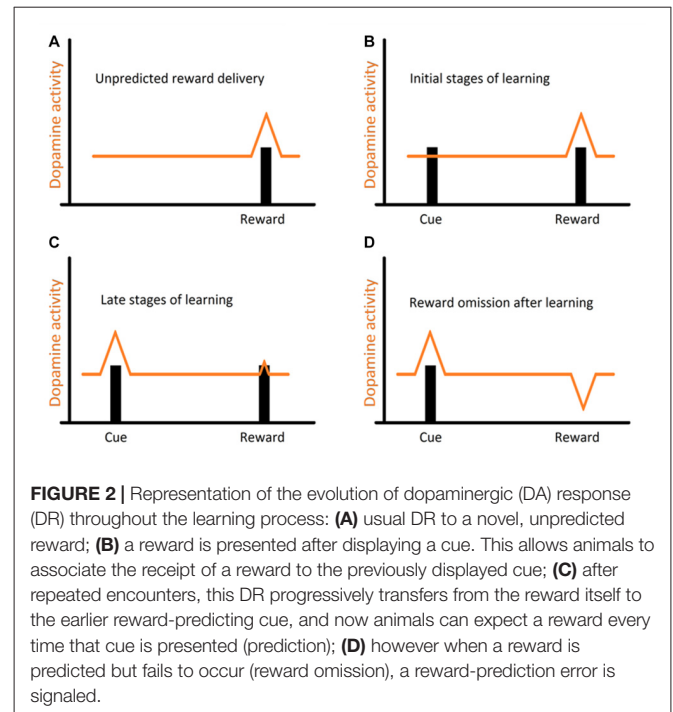 A
Dopamine activity
Unpredicted reward delivery
Reward
B
Dopamine activity
Initial stages of learning
Cue
Reward
C
Dopamine activity
Late stages of learning
Cue
Reward
D
Dopamine activity
Reward omission after learning
Cue
Reward
FIGURE 2 | Representation of the evolution of dopaminergic (DA) response
(DR) throughout the learning process: (A) usual DR to a novel, unpredicted
reward; (B) a reward is presented after displaying a cue. This allows animals to
associate the receipt of a reward to the previously displayed cue; (C) after
repeated encounters, this DR progressively transfers from the reward itself to
the earlier reward-predicting cue, and now animals can expect a reward every
time that cue is presented (prediction); (D) however when a reward is
predicted but fails to occur (reward omission), a reward-prediction error is
signaled.